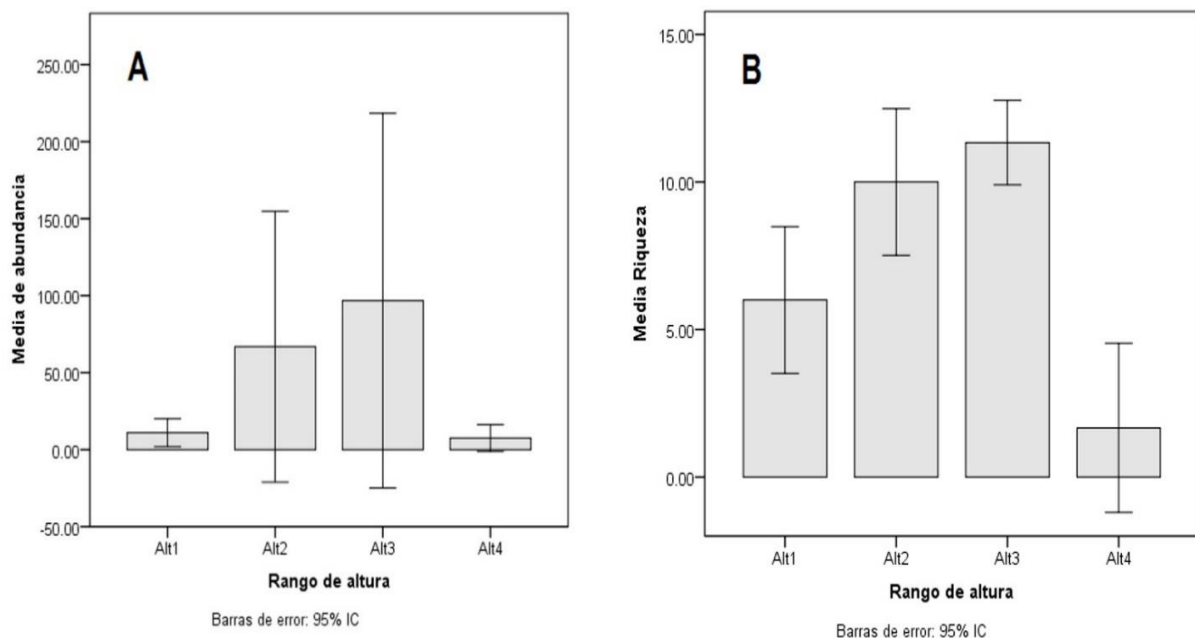 A
Media de abundancia
250.00
200.00
150.00
100.00
50.00
0.00
-50.00
Alt1 Alt2 Alt3 Alt4
Rango de altura
Barras de error: 95% IC
B
Media Riqueza
15.00
10.00
5.00
0.00
Alt1 Alt2 Alt3 Alt4
Rango de altura
Barras de error: 95% IC